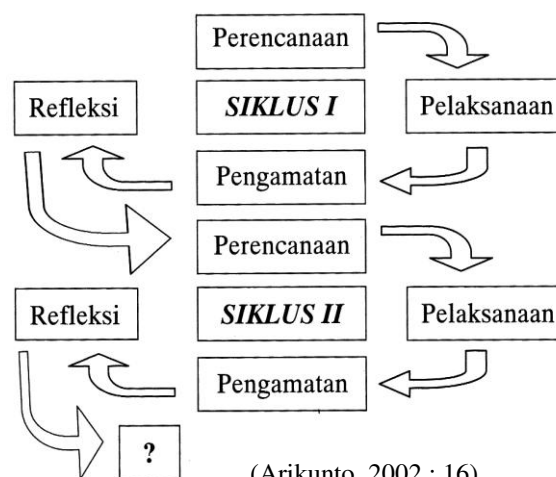 Perencanaan
Refleksi
SIKLUS I
Pelaksanaan
Pengamatan
Perencanaan
Refleksi
SIKLUS II
Pelaksanaan
Pengamatan
?
(Arikunto, 2002 : 16)